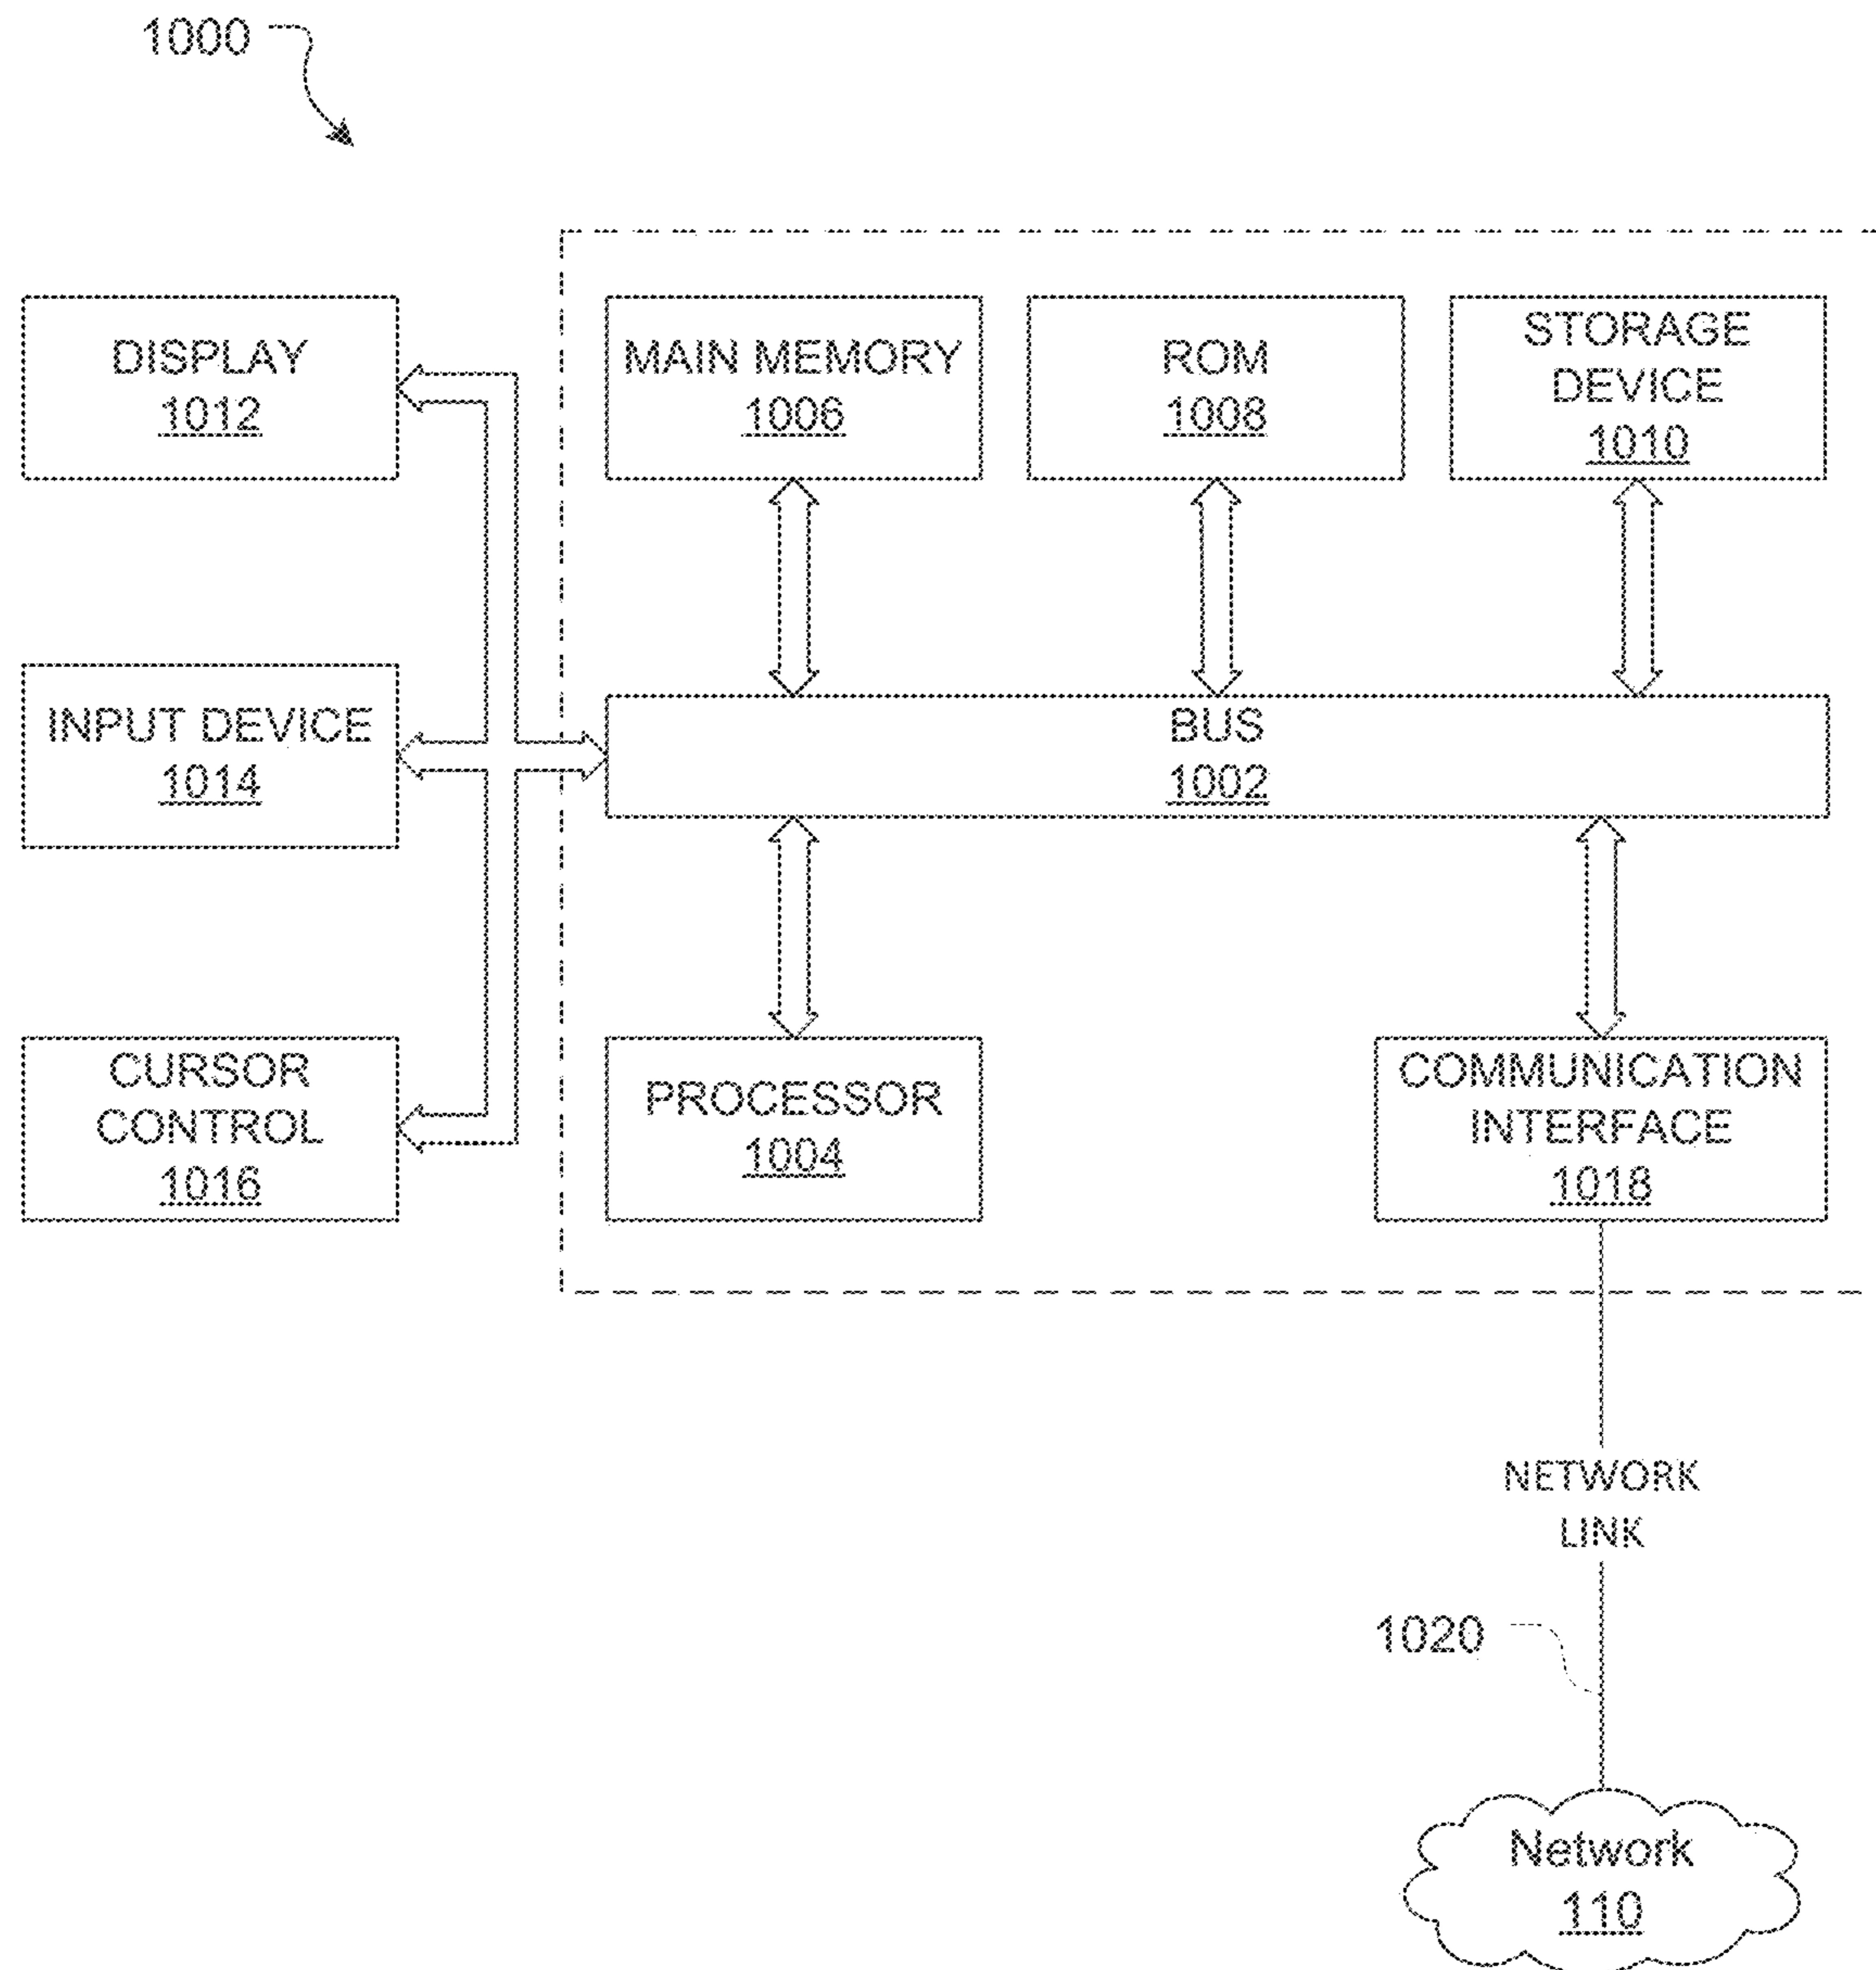 1000
DISPLAY
1012
MAIN MEMORY
1006
ROM
1008
STORAGE
DEVICE
1010
INPUT DEVICE
1014
BUS
1002
CURSOR
CONTROL
1016
PROCESSOR
1004
COMMUNICATION
INTERFACE
1018
NETWORK
LINK
1020
Network
110